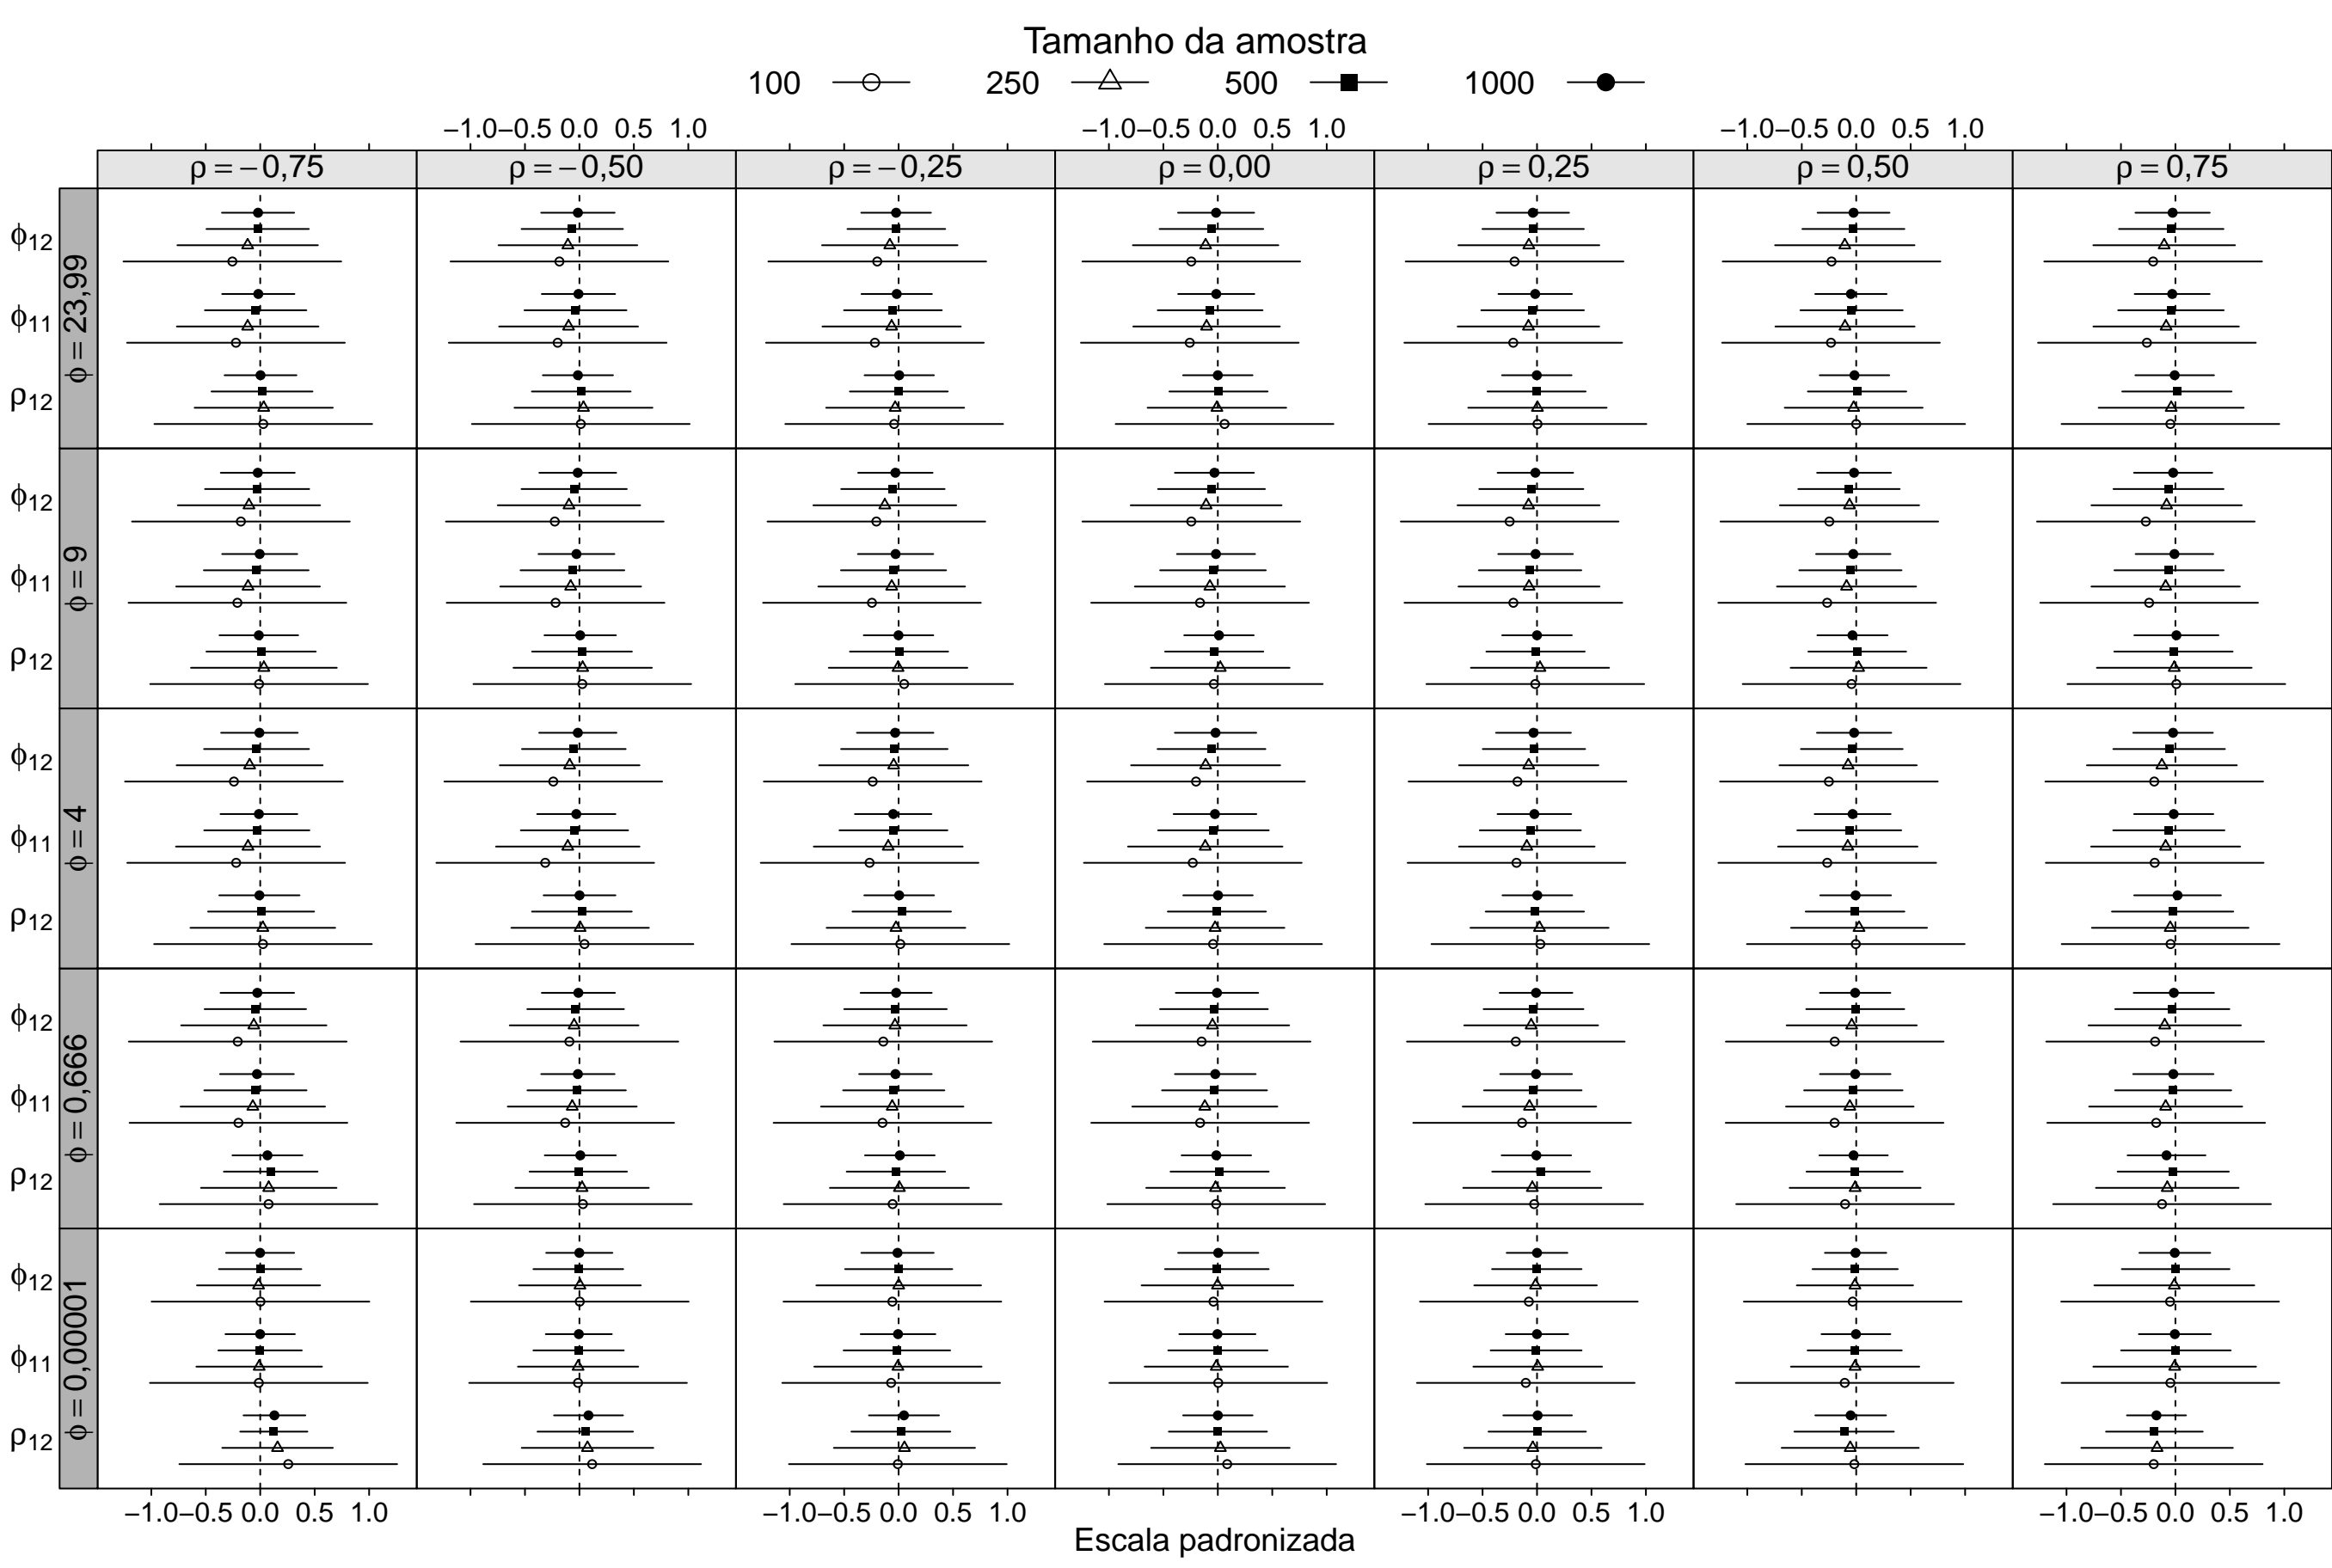 Tamanho da amostra
100 250 500 1000
−1.0−0.5 0.0 0.5 1.0 −1.0−0.5 0.0 0.5 1.0 −1.0−0.5 0.0 0.5 1.0
ρ = −0,75 ρ = −0,50 ρ = −0,25 ρ = 0,00 ρ = 0,25 ρ = 0,50 ρ = 0,75
ϕ = 23,99
ϕ12
ϕ11
ρ12
ϕ = 9
ϕ12
ϕ11
ρ12
ϕ = 4
ϕ12
ϕ11
ρ12
ϕ = 0,666
ϕ12
ϕ11
ρ12
ϕ = 0,00001
ϕ12
ϕ11
ρ12
−1.0−0.5 0.0 0.5 1.0 −1.0−0.5 0.0 0.5 1.0 −1.0−0.5 0.0 0.5 1.0 −1.0−0.5 0.0 0.5 1.0
Escala padronizada